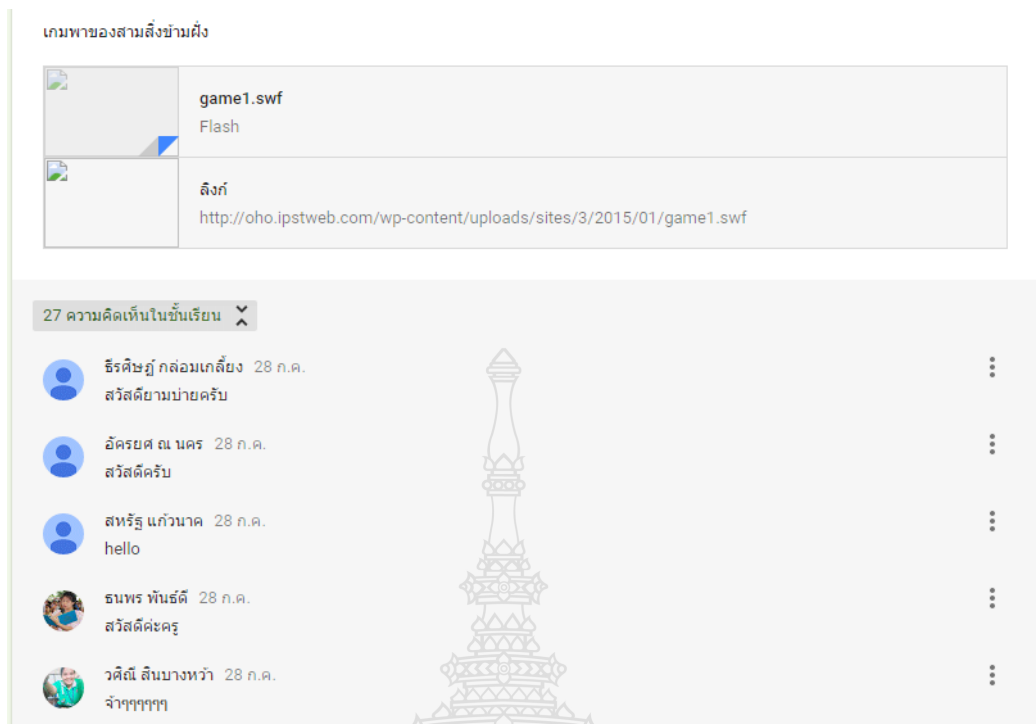 เกมพาของสามสิ่งข้ามฝั่ง
game1.swf
Flash
ลิงก์
http://oho.ipstweb.com/wp-content/uploads/sites/3/2015/01/game1.swf
27 ความคิดเห็นในชั้นเรียน
ธีรศิษฎ์ กล่อมเกลี้ยง 28 ก.ค.
สวัสดียามบ่ายครับ
อัครยศ ณ นคร 28 ก.ค.
สวัสดีครับ
สหรัฐ แก้วนาค 28 ก.ค.
hello
ธนพร พันธ์ดี 28 ก.ค.
สวัสดีค่ะครู
วศิณี สินบางหว้า 28 ก.ค.
จ้าๆๆๆๆๆๆ